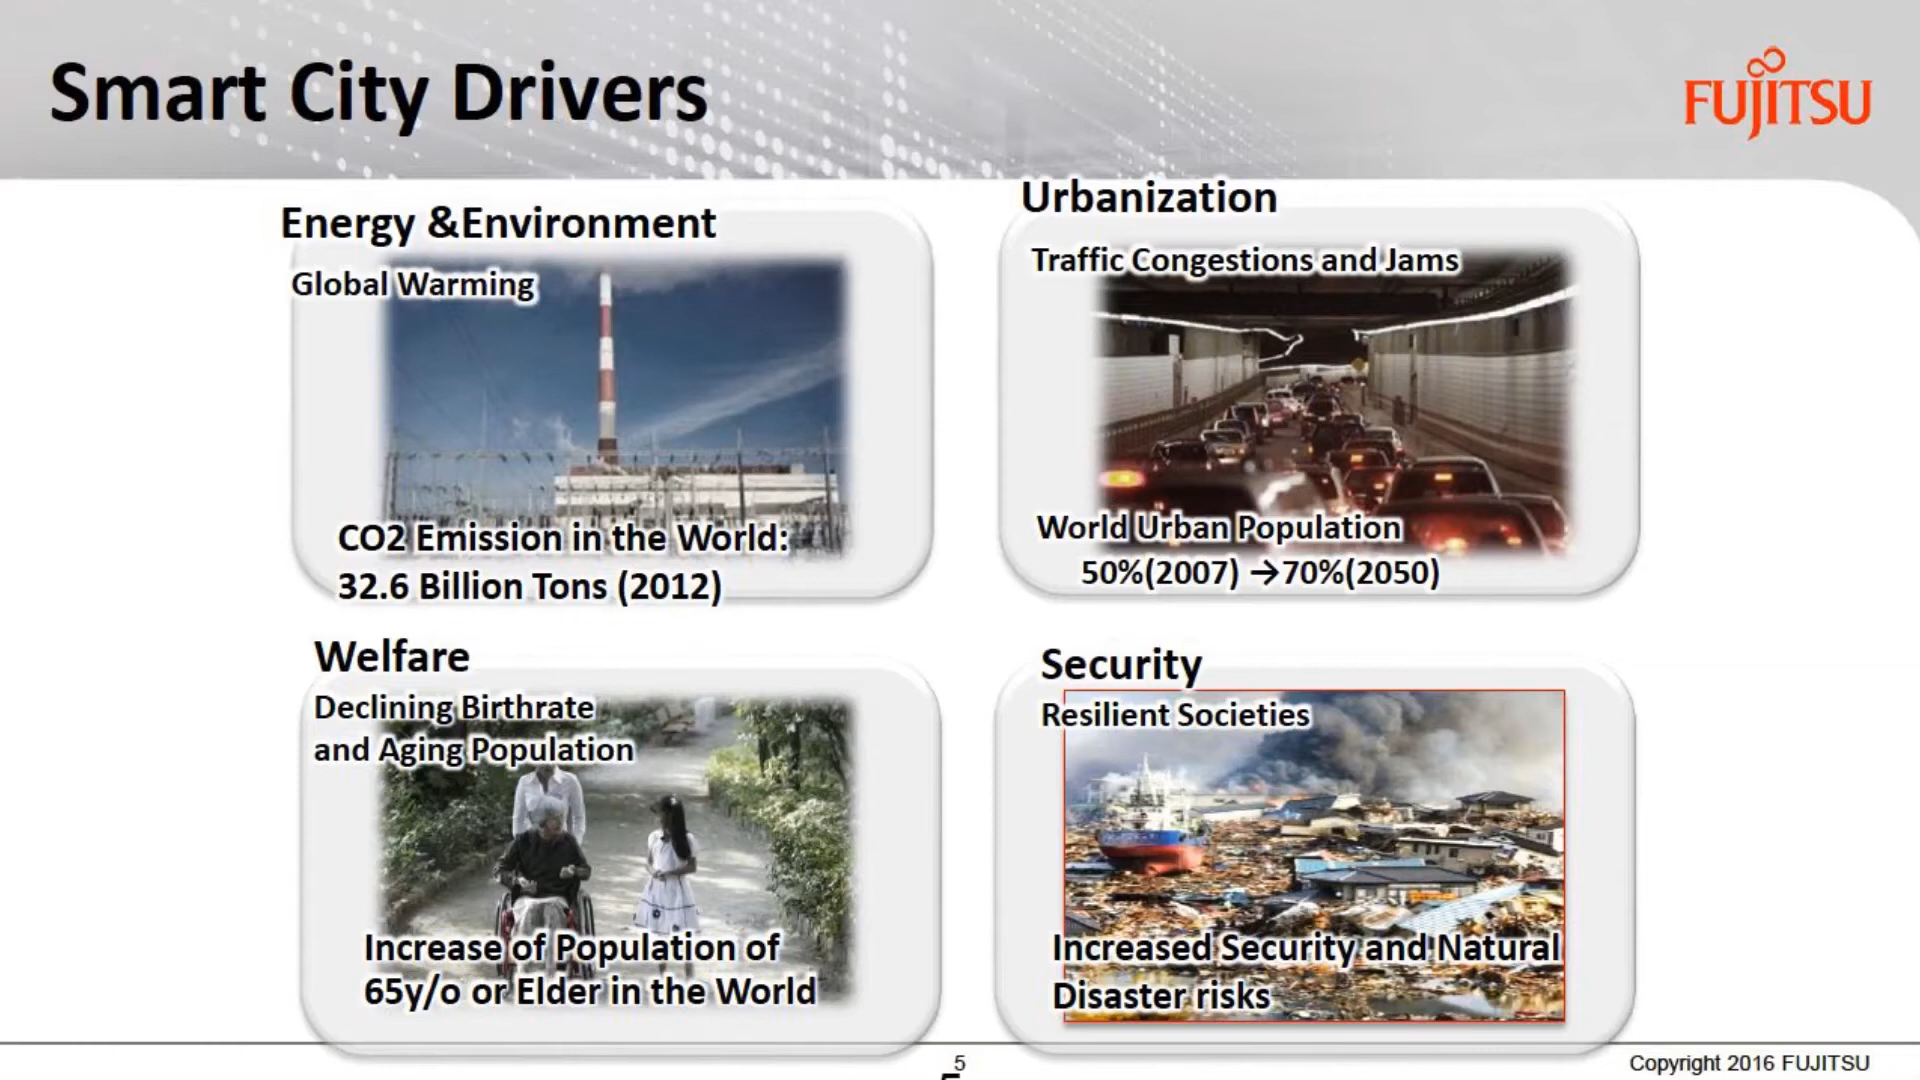 Smart City Drivers
FUJITSU
Energy &Environment
Global Warming
CO2 Emission in the World:
32.6 Billion Tons (2012)
Urbanization
Traffic Congestions and Jams
World Urban Population
50%(2007) →70%(2050)
Welfare
Declining Birthrate
and Aging Population
Increase of Population of
65y/o or Elder in the World
Security
Resilient Societies
Increased Security and Natural
Disaster risks
5
Copyright 2016 FUJITSU